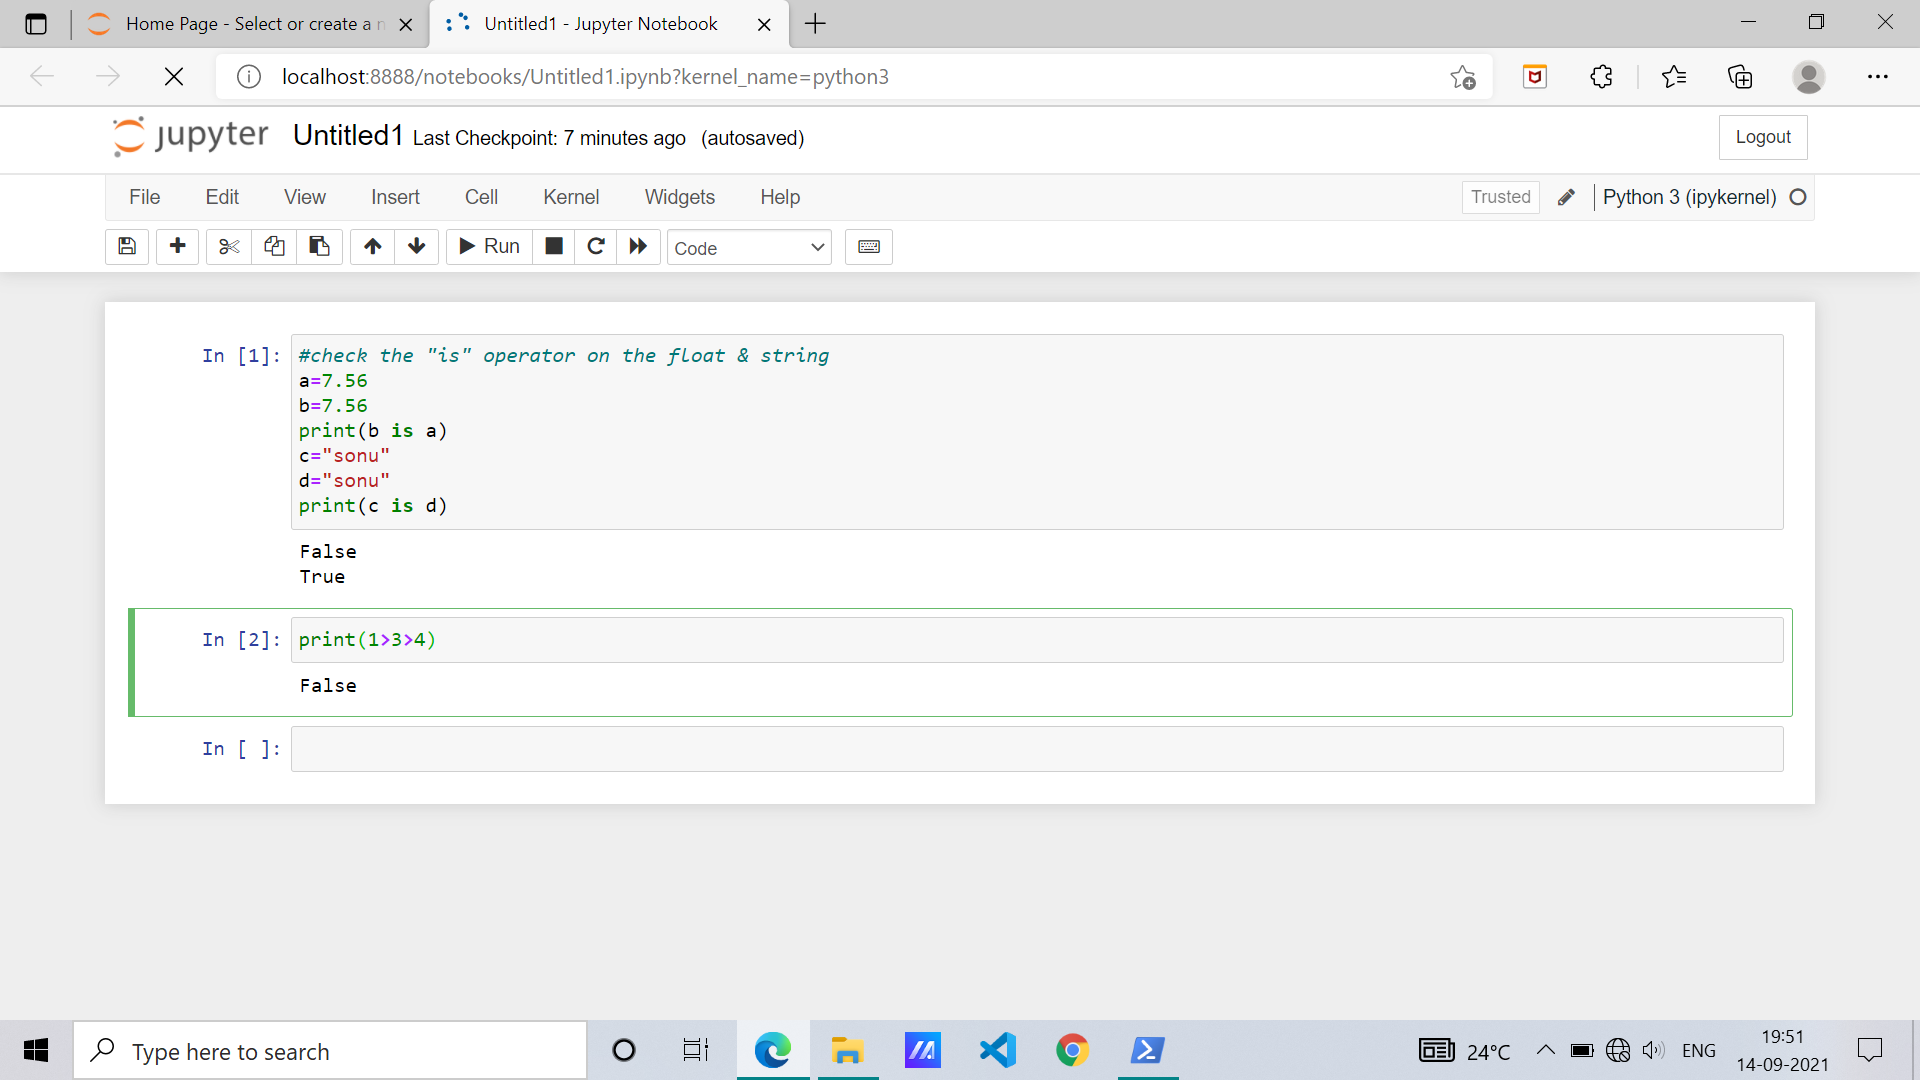 Home Page - Select or create a n
Untitled1 - Jupyter Notebook
localhost:8888/notebooks/Untitled1.ipynb?kernel_name=python3
jupyter Untitled1 Last Checkpoint: 7 minutes ago (autosaved)
Logout
File Edit View Insert Cell Kernel Widgets Help
Trusted Python 3 (ipykernel)
Run Code
In [1]: #check the "is" operator on the float & string
a=7.56
b=7.56
print(b is a)
c="sonu"
d="sonu"
print(c is d)
False
True
In [2]: print(1>3>4)
False
In [ ]:
Type here to search
24°C
ENG
19:51
14-09-2021